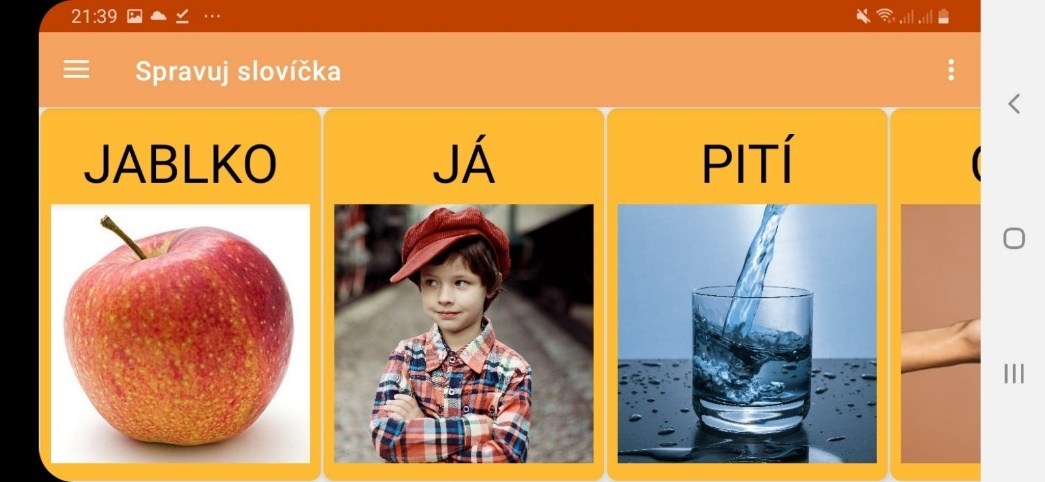 21:39
Spravuj slovíčka
JABLKO
JÁ
PITÍ